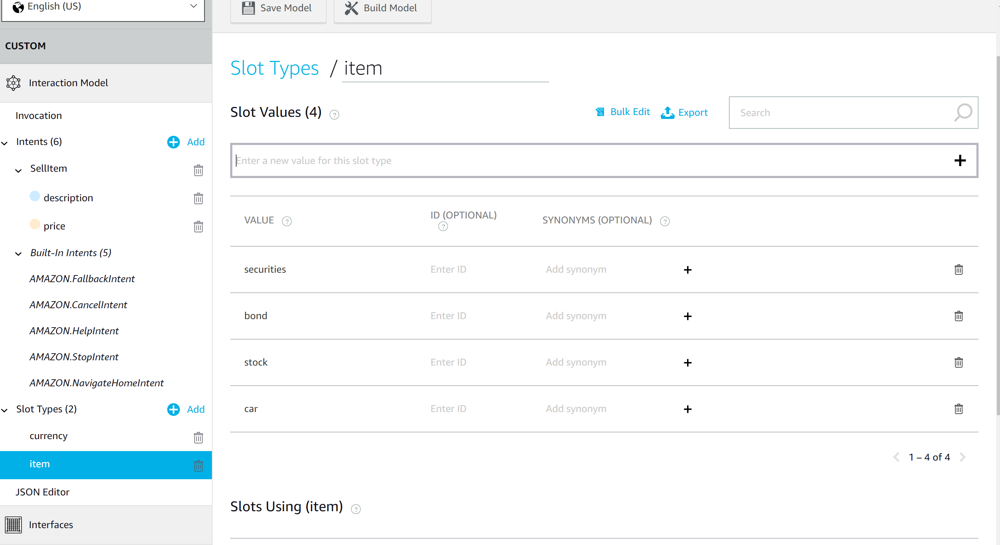 English (US)
Save Model
Build Model
CUSTOM
Interaction Model
Invocation
Intents (6)
Add
SellItem
description
price
Built-In Intents (5)
AMAZON.FallbackIntent
AMAZON.CancelIntent
AMAZON.HelpIntent
AMAZON.StopIntent
AMAZON.NavigateHomeIntent
Slot Types (2)
Add
currency
item
JSON Editor
Interfaces
Slot Types / item
Slot Values (4) ?
Bulk Edit
Export
Search
Enter a new value for this slot type
VALUE ?
ID (OPTIONAL) ?
SYNONYMS (OPTIONAL) ?
securities Enter ID Add synonym
bond Enter ID Add synonym
stock Enter ID Add synonym
car Enter ID Add synonym
1 – 4 of 4
Slots Using (item) ?